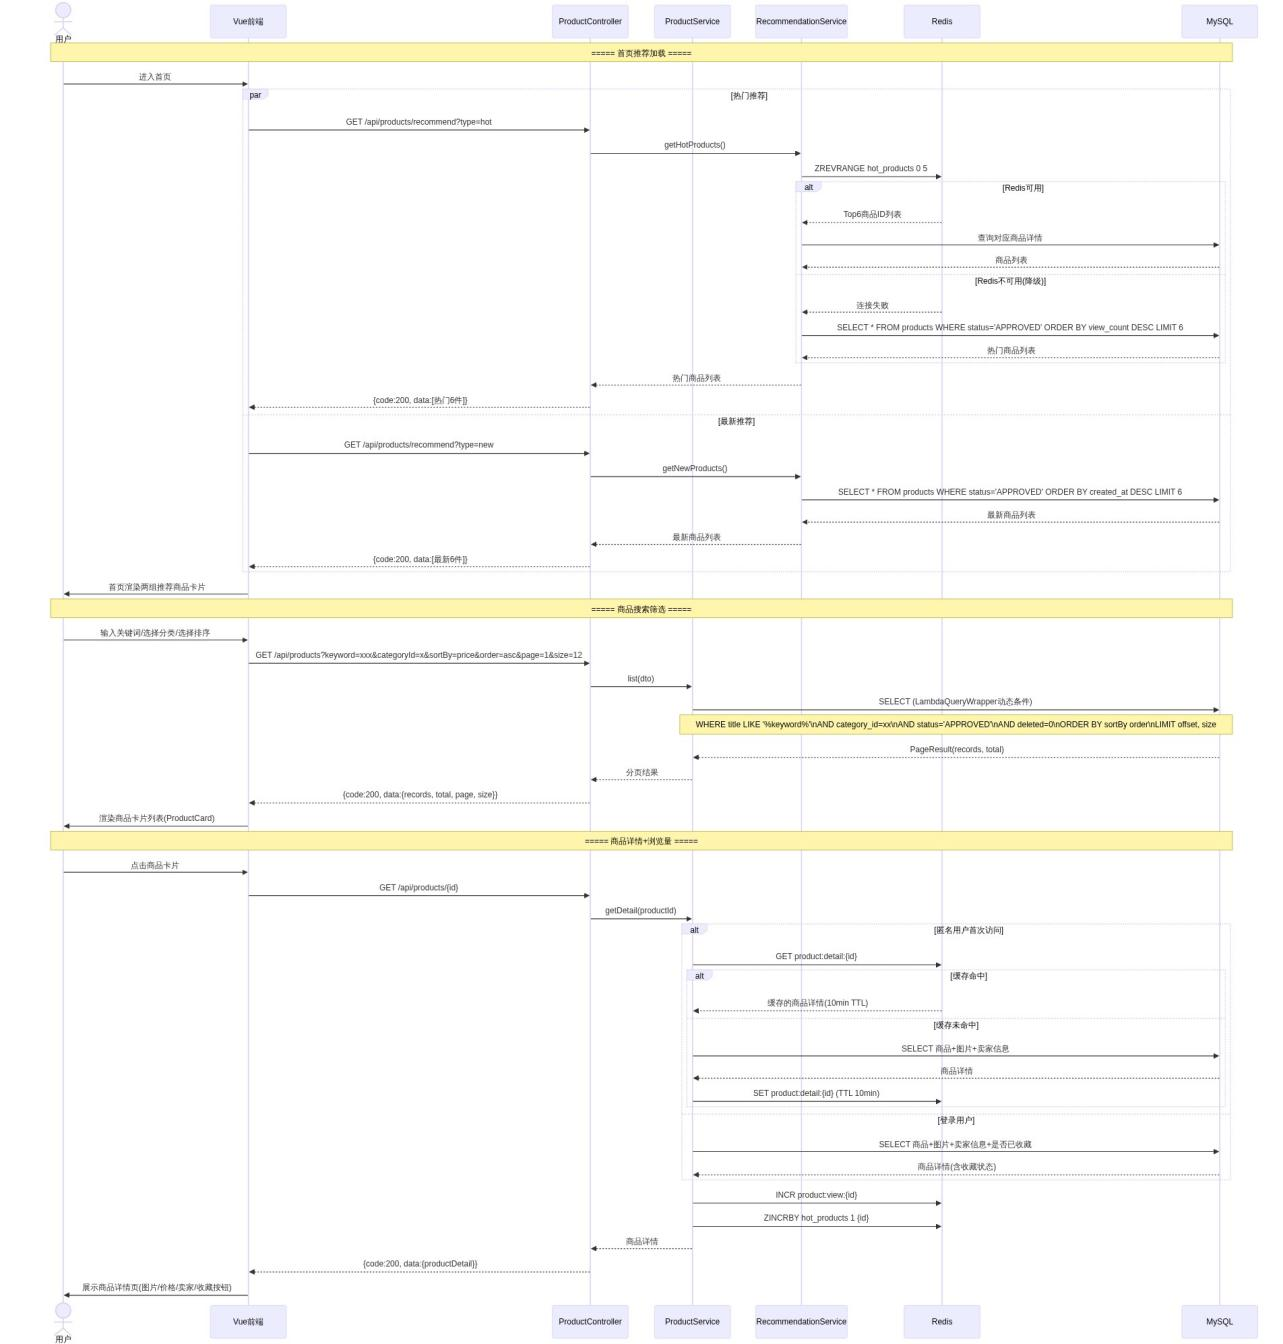 用户
Vue前端
ProductController
ProductService
RecommendationService
Redis
MySQL
===== 首页推荐加载 =====
进入首页
par
[热门推荐]
GET /api/products/recommend?type=hot
getHotProducts()
ZREVRANGE hot_products 0 5
alt
[Redis可用]
Top6商品ID列表
查询对应商品详情
商品列表
[Redis不可用(降级)]
连接失败
SELECT * FROM products WHERE status='APPROVED' ORDER BY view_count DESC LIMIT 6
热门商品列表
热门商品列表
{code:200, data:[热门6件]}
[最新推荐]
GET /api/products/recommend?type=new
getNewProducts()
SELECT * FROM products WHERE status='APPROVED' ORDER BY created_at DESC LIMIT 6
最新商品列表
最新商品列表
{code:200, data:[最新6件]}
首页渲染两组推荐商品卡片
===== 商品搜索筛选 =====
输入关键词/选择分类/选择排序
GET /api/products?keyword=xxx&categoryId=x&sortBy=price&order=asc&page=1&size=12
list(dto)
SELECT (LambdaQueryWrapper动态条件)
WHERE title LIKE '%keyword%'\nAND category_id=xx\nAND status='APPROVED'\nAND deleted=0\nORDER BY sortBy order\nLIMIT offset, size
PageResult(records, total)
分页结果
{code:200, data:{records, total, page, size}}
渲染商品卡片列表(ProductCard)
===== 商品详情+浏览量 =====
点击商品卡片
GET /api/products/{id}
getDetail(productId)
alt
[匿名用户首次访问]
GET product:detail:{id}
alt
[缓存命中]
缓存的商品详情(10min TTL)
[缓存未命中]
SELECT 商品+图片+卖家信息
商品详情
SET product:detail:{id} (TTL 10min)
[登录用户]
SELECT 商品+图片+卖家信息+是否已收藏
商品详情(含收藏状态)
INCR product:view:{id}
ZINCRBY hot_products 1 {id}
商品详情
{code:200, data:{productDetail}}
展示商品详情页(图片/价格/卖家/收藏按钮)
用户
Vue前端
ProductController
ProductService
RecommendationService
Redis
MySQL